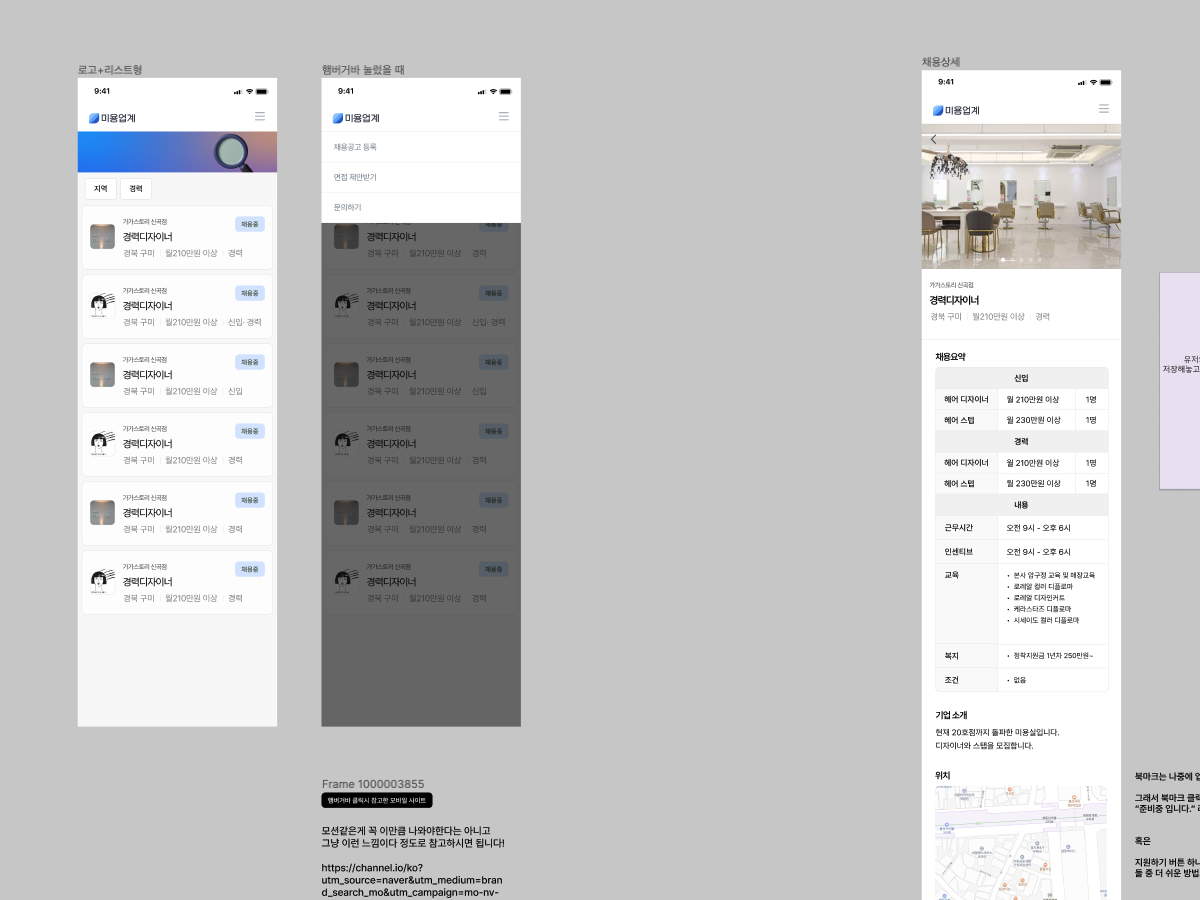 로고+리스트형
9:41
미용업계
지역
경력
가가스토리 신곡점
채용중
경력디자이너
경북 구미
월210만원 이상
경력
가가스토리 신곡점
채용중
경력디자이너
경북 구미
월210만원 이상
신입· 경력
가가스토리 신곡점
채용중
경력디자이너
경북 구미
월210만원 이상
신입
가가스토리 신곡점
채용중
경력디자이너
경북 구미
월210만원 이상
경력
가가스토리 신곡점
채용중
경력디자이너
경북 구미
월210만원 이상
경력
가가스토리 신곡점
채용중
경력디자이너
경북 구미
월210만원 이상
경력
햄버거바 눌렀을 때
9:41
미용업계
채용공고 등록
면접 제안받기
문의하기
경력디자이너
경북 구미
월210만원 이상
경력
가가스토리 신곡점
채용중
경력디자이너
경북 구미
월210만원 이상
신입· 경력
가가스토리 신곡점
채용중
경력디자이너
경북 구미
월210만원 이상
신입
가가스토리 신곡점
채용중
경력디자이너
경북 구미
월210만원 이상
경력
가가스토리 신곡점
채용중
경력디자이너
경북 구미
월210만원 이상
경력
가가스토리 신곡점
채용중
경력디자이너
경북 구미
월210만원 이상
경력
Frame 1000003855
햄버거바 클릭시 참고한 모바일 사이트
모션같은게 꼭 이만큼 나와야한다는 아니고
그냥 이런 느낌이다 정도로 참고하시면 됩니다!
https://channel.io/ko?
utm_source=naver&utm_medium=bran
d_search_mo&utm_campaign=mo-nv-
채용상세
9:41
미용업계
가가스토리 신곡점
경력디자이너
경북 구미
월210만원 이상
경력
채용요약
신입
헤어 디자이너 월 210만원 이상 1명
헤어 스텝 월 230만원 이상 1명
경력
헤어 디자이너 월 210만원 이상 1명
헤어 스텝 월 230만원 이상 1명
내용
근무시간 오전 9시 - 오후 6시
인센티브 오전 9시 - 오후 6시
교육
• 본사 압구정 교육 및 매장교육
• 로레알 컬러 디플로마
• 로레알 디자인커트
• 케라스타즈 디플로마
• 시세이도 컬러 디플로마
복지
• 정착지원금 1년차 250만원~
조건
• 없음
기업 소개
현재 20호점까지 돌파한 미용실입니다.
디자이너와 스탭을 모집합니다.
위치
저장해놓고
북마크는 나중에
그래서 북마크
"준비중 입니다."
혹은
지원하기 버튼
둘 중 더 쉬운 방법